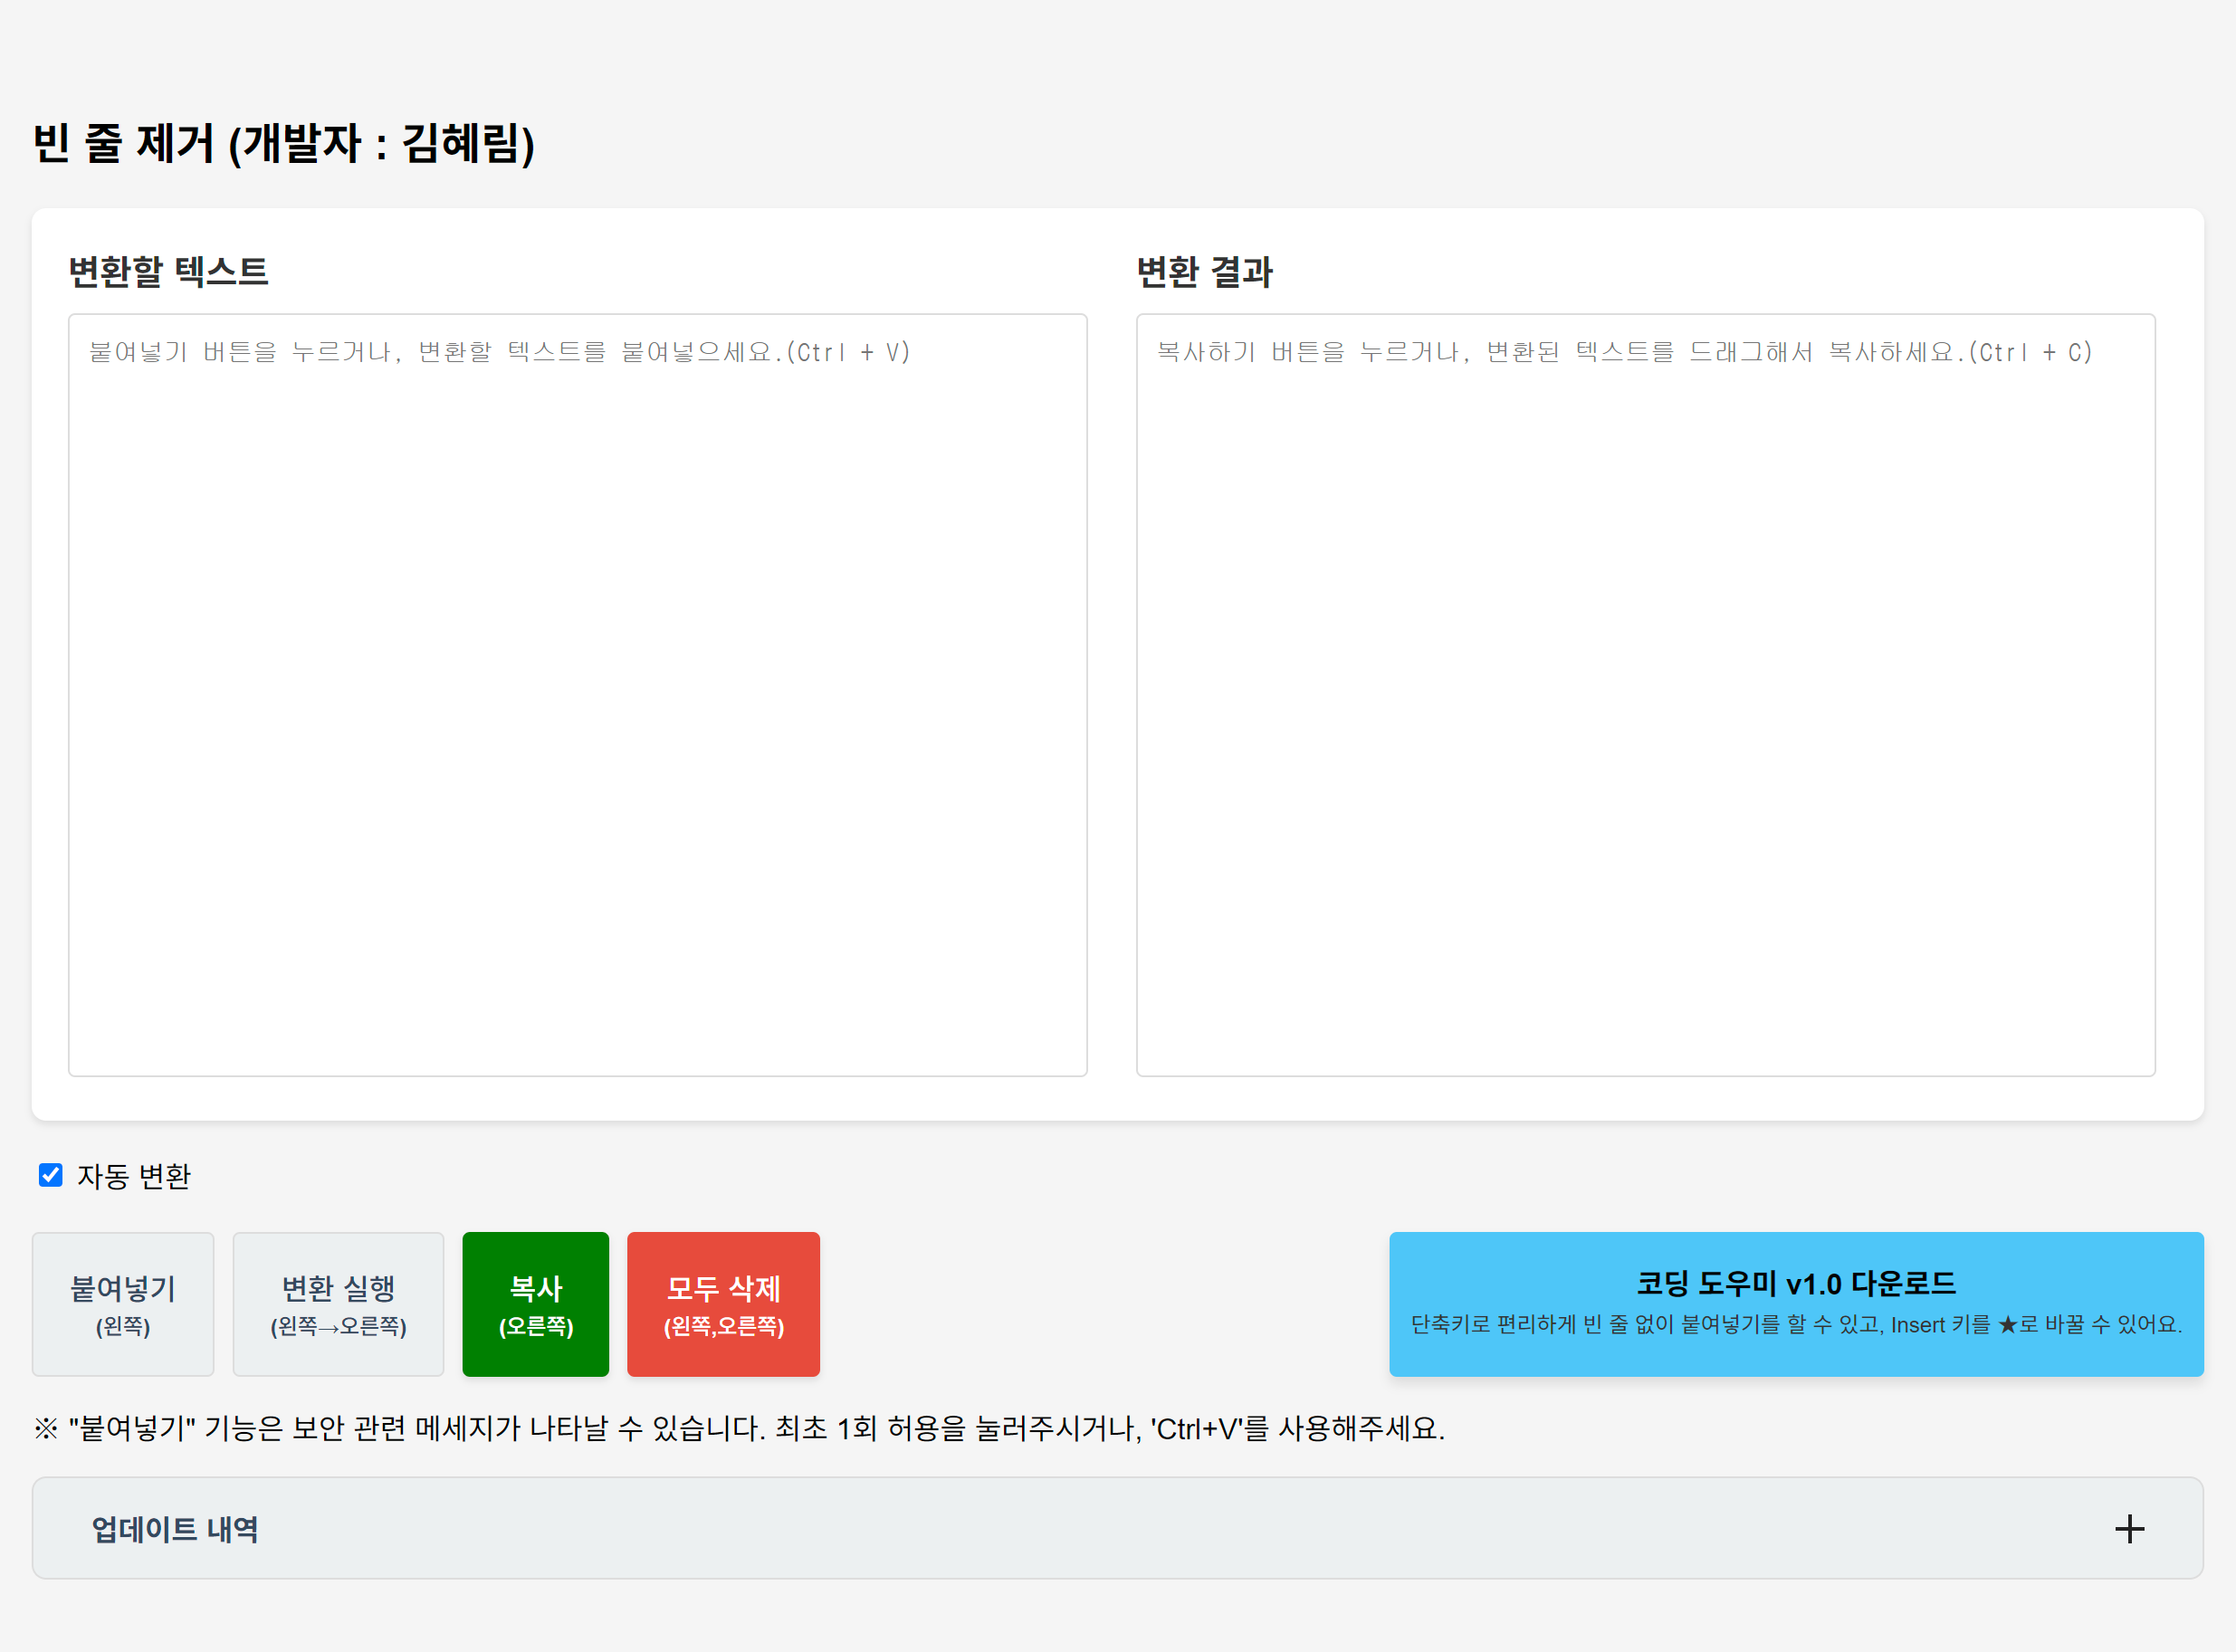 빈 줄 제거 (개발자 : 김혜림)
변환할 텍스트
붙여넣기 버튼을 누르거나, 변환할 텍스트를 붙여넣으세요.(Ctrl + V)
변환 결과
복사하기 버튼을 누르거나, 변환된 텍스트를 드래그해서 복사하세요.(Ctrl + C)
자동 변환
붙여넣기
(왼쪽)
변환 실행
(왼쪽→오른쪽)
복사
(오른쪽)
모두 삭제
(왼쪽,오른쪽)
코딩 도우미 v1.0 다운로드
단축키로 편리하게 빈 줄 없이 붙여넣기를 할 수 있고, Insert 키를 ★로 바꿀 수 있어요.
※ "붙여넣기" 기능은 보안 관련 메세지가 나타날 수 있습니다. 최초 1회 허용을 눌러주시거나, 'Ctrl+V'를 사용해주세요.
업데이트 내역